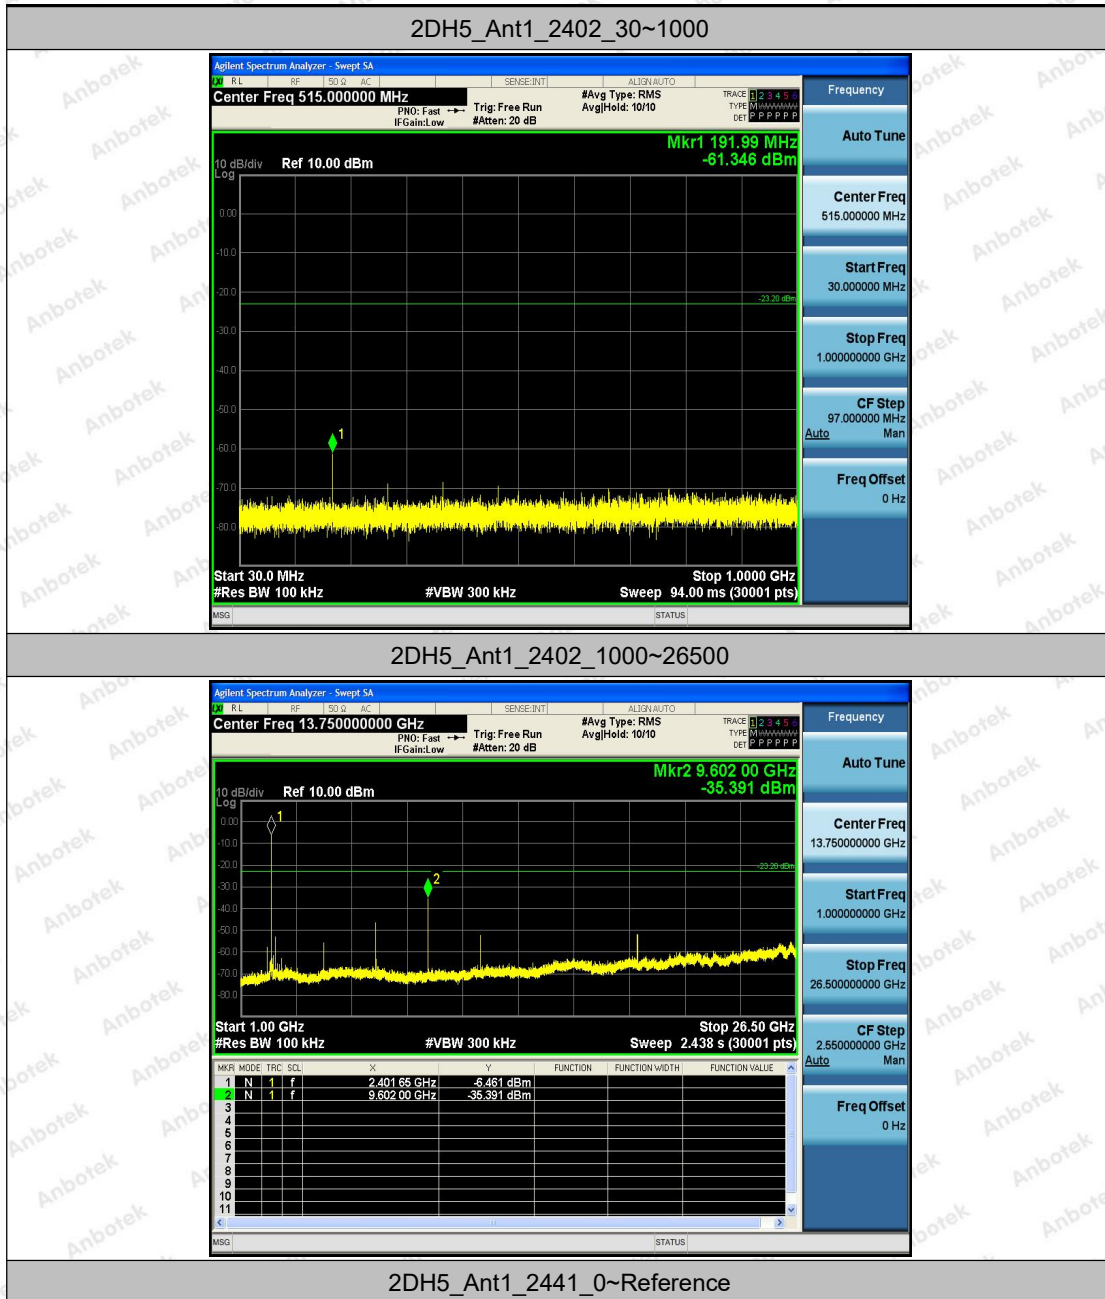 2DH5_Ant1_2402_30~1000
Agilent Spectrum Analyzer - Swept SA
RL RF 50 Ω AC SENSE:INT ALIGN AUTO
Center Freq 515.000000 MHz
PNO: Fast
IFGain:Low
Trig: Free Run
#Atten: 20 dB
#Avg Type: RMS
Avg|Hold: 10/10
TRACE 1 2 3 4 5 6
TYPE M
DET P P P P P P
Frequency
Auto Tune
Mkr1 191.99 MHz
-61.346 dBm
10 dB/div Ref 10.00 dBm
Log
0.00
-10.0
-20.0
-23.20 dBm
-30.0
-40.0
-50.0
1
-60.0
-70.0
-80.0
Center Freq
515.000000 MHz
Start Freq
30.000000 MHz
Stop Freq
1.000000000 GHz
CF Step
97.000000 MHz
Auto Man
Freq Offset
0 Hz
Start 30.0 MHz Stop 1.0000 GHz
#Res BW 100 kHz #VBW 300 kHz Sweep 94.00 ms (30001 pts)
MSG STATUS
2DH5_Ant1_2402_1000~26500
Agilent Spectrum Analyzer - Swept SA
RL RF 50 Ω AC SENSE:INT ALIGN AUTO
Center Freq 13.750000000 GHz
PNO: Fast
IFGain:Low
Trig: Free Run
#Atten: 20 dB
#Avg Type: RMS
Avg|Hold: 10/10
TRACE 1 2 3 4 5 6
TYPE M
DET P P P P P P
Frequency
Auto Tune
Mkr2 9.602 00 GHz
-35.391 dBm
10 dB/div Ref 10.00 dBm
Log
0.00
1
-10.0
-20.0
-23.20 dBm
-30.0
2
-40.0
-50.0
-60.0
-70.0
-80.0
Center Freq
13.750000000 GHz
Start Freq
1.000000000 GHz
Stop Freq
26.500000000 GHz
CF Step
2.550000000 GHz
Auto Man
Freq Offset
0 Hz
Start 1.00 GHz Stop 26.50 GHz
#Res BW 100 kHz #VBW 300 kHz Sweep 2.438 s (30001 pts)
MKR MODE TRC SCL X Y FUNCTION FUNCTION WIDTH FUNCTION VALUE
1 N 1 f 2.401 65 GHz -6.461 dBm
2 N 1 f 9.602 00 GHz -35.391 dBm
3
4
5
6
7
8
9
10
11
MSG STATUS
2DH5_Ant1_2441_0~Reference